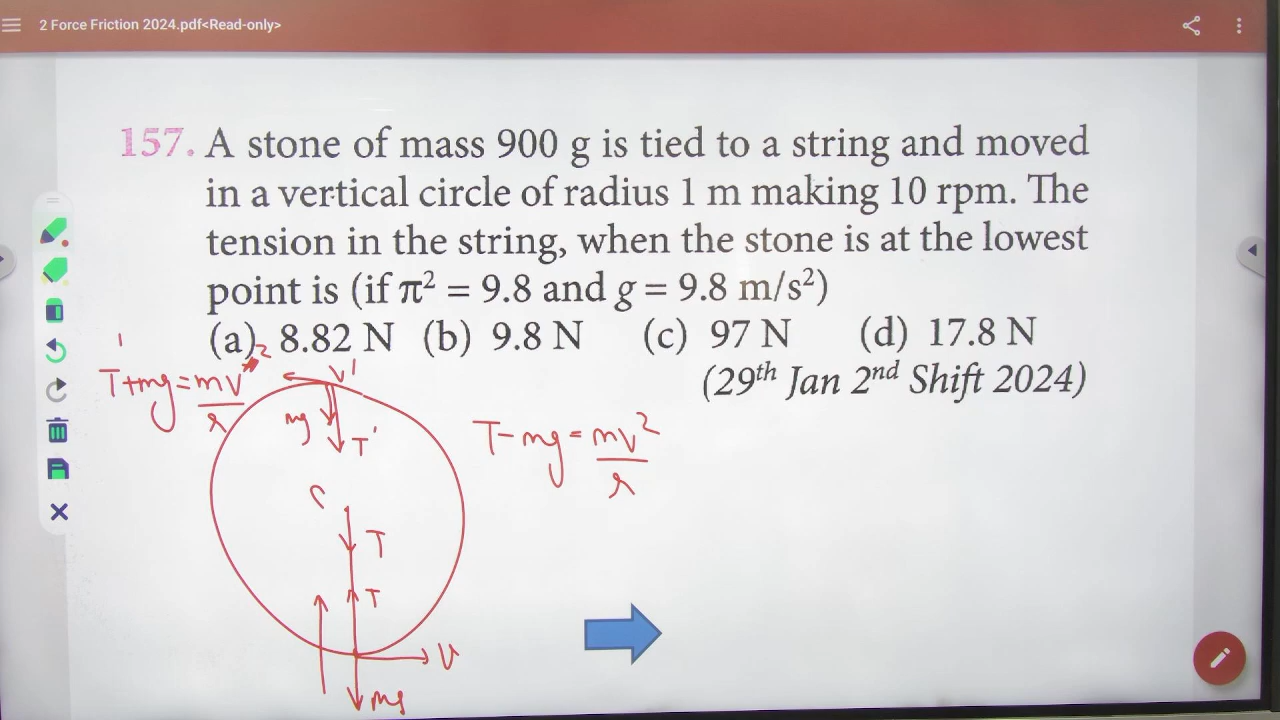 2 Force Friction 2024.pdf<Read-only>
157. A stone of mass 900 g is tied to a string and moved
in a vertical circle of radius 1 m making 10 rpm. The
tension in the string, when the stone is at the lowest
point is (if π² = 9.8 and g = 9.8 m/s²)
(a) 8.82 N (b) 9.8 N (c) 97 N (d) 17.8 N
(29th Jan 2nd Shift 2024)
T'+mg=mv'²/r
v'
mg
T'
T-mg=mv²/r
C
T
T
v
mg